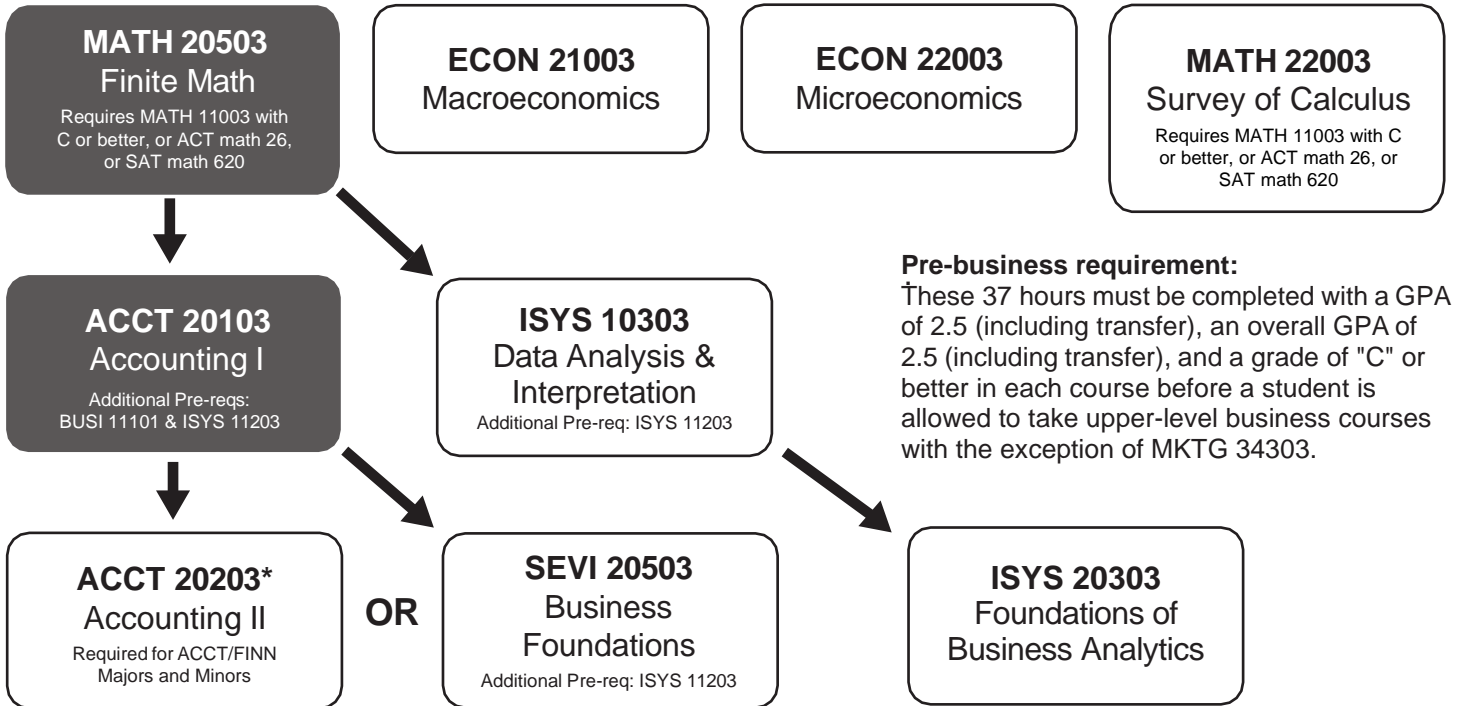 MATH 20503
Finite Math
Requires MATH 11003 with
C or better, or ACT math 26,
or SAT math 620
ECON 21003
Macroeconomics
ECON 22003
Microeconomics
MATH 22003
Survey of Calculus
Requires MATH 11003 with C
or better, or ACT math 26, or
SAT math 620
ACCT 20103
Accounting I
Additional Pre-reqs:
BUSI 11101 & ISYS 11203
ISYS 10303
Data Analysis &
Interpretation
Additional Pre-req: ISYS 11203
Pre-business requirement:
These 37 hours must be completed with a GPA
of 2.5 (including transfer), an overall GPA of
2.5 (including transfer), and a grade of "C" or
better in each course before a student is
allowed to take upper-level business courses
with the exception of MKTG 34303.
ACCT 20203*
Accounting II
Required for ACCT/FINN
Majors and Minors
OR
SEVI 20503
Business
Foundations
Additional Pre-req: ISYS 11203
ISYS 20303
Foundations of
Business Analytics